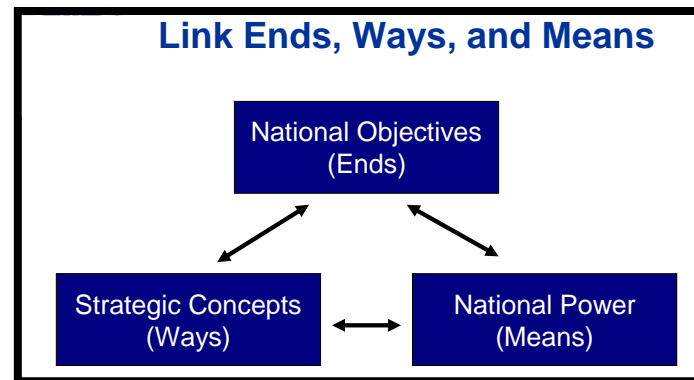 Link Ends, Ways, and Means
National Objectives
(Ends)
Strategic Concepts
(Ways)
National Power
(Means)